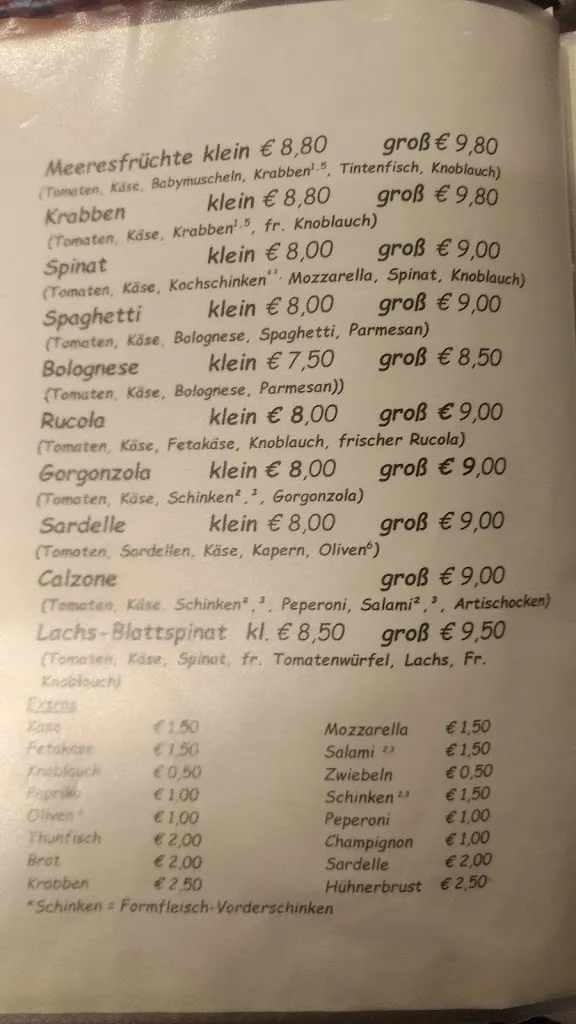 Meeresfrüchte klein € 8,80 groß € 9,80
(Tomaten, Käse, Babymuscheln, Krabben¹,⁵, Tintenfisch, Knoblauch)
Krabben klein € 8,80 groß € 9,80
(Tomaten, Käse, Krabben¹,⁵, fr. Knoblauch)
Spinat klein € 8,00 groß € 9,00
(Tomaten, Käse, Kochschinken Mozzarella, Spinat, Knoblauch)
Spaghetti klein € 8,00 groß € 9,00
(Tomaten, Käse, Bolognese, Spaghetti, Parmesan)
Bolognese klein € 7,50 groß € 8,50
(Tomaten, Käse, Bolognese, Parmesan))
Rucola klein € 8,00 groß € 9,00
(Tomaten, Käse, Fetakäse, Knoblauch, frischer Rucola)
Gorgonzola klein € 8,00 groß € 9,00
(Tomaten, Käse, Schinken²,³, Gorgonzola)
Sardelle klein € 8,00 groß € 9,00
(Tomaten, Sardellen, Käse, Kapern, Oliven⁶)
Calzone groß € 9,00
(Tomaten, Käse, Schinken²,³, Peperoni, Salami²,³, Artischocken)
Lachs-Blattspinat kl. € 8,50 groß € 9,50
(Tomaten, Käse, Spinat, fr. Tomatenwürfel, Lachs, Fr.
Knoblauch)
Extras
Käse € 1,50 Mozzarella € 1,50
Fetakäse € 1,50 Salami ²³ € 1,50
Knoblauch € 0,50 Zwiebeln € 0,50
Paprika € 1,00 Schinken ²³ € 1,50
Oliven⁶ € 1,00 Peperoni € 1,00
Thunfisch € 2,00 Champignon € 1,00
Brot € 2,00 Sardelle € 2,00
Krabben € 2,50 Hühnerbrust € 2,50
*Schinken = Formfleisch-Vorderschinken